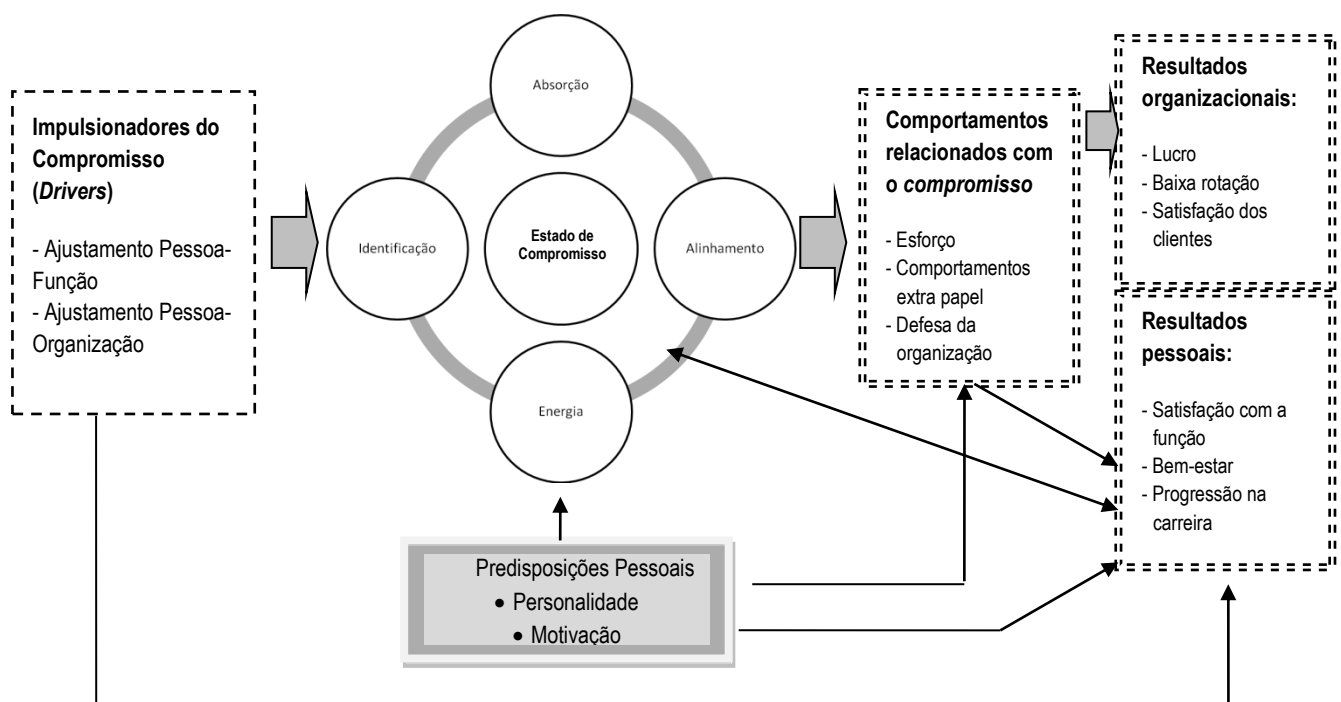 Impulsionadores do
Compromisso
(Drivers)
- Ajustamento Pessoa-
Função
- Ajustamento Pessoa-
Organização
Absorção
Identificação
Estado de
Compromisso
Alinhamento
Energia
Predisposições Pessoais
• Personalidade
• Motivação
Comportamentos
relacionados com
o compromisso
- Esforço
- Comportamentos
extra papel
- Defesa da
organização
Resultados
organizacionais:
- Lucro
- Baixa rotação
- Satisfação dos
clientes
Resultados
pessoais:
- Satisfação com a
função
- Bem-estar
- Progressão na
carreira